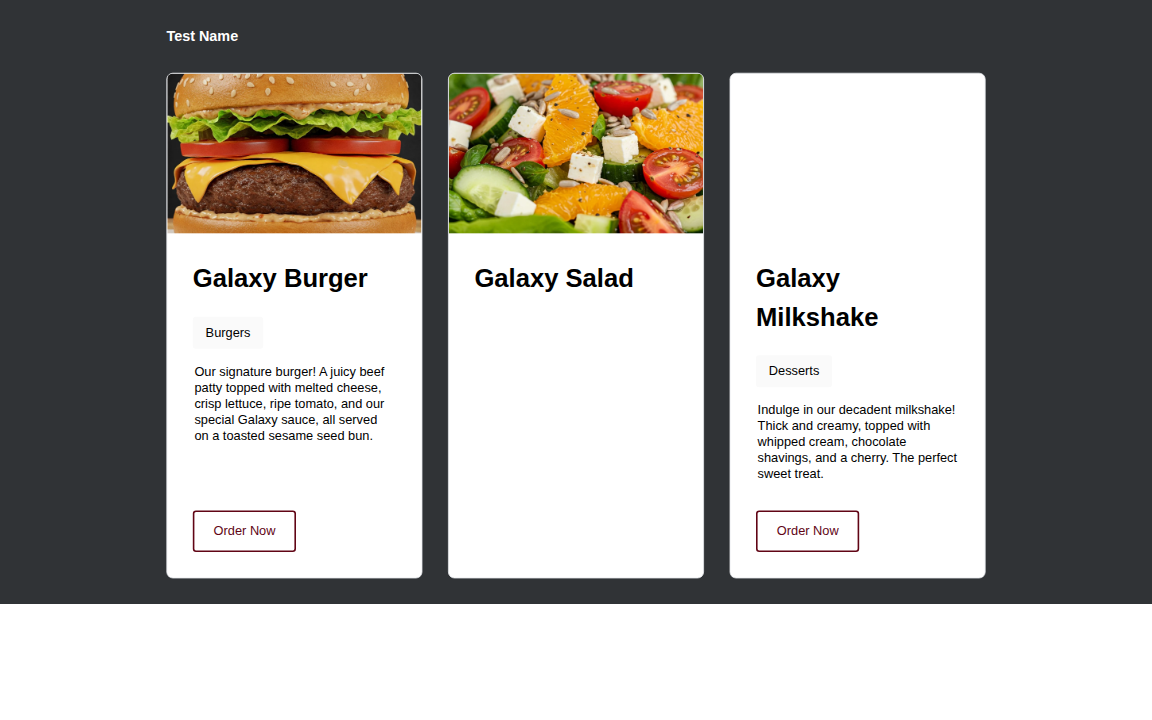 Test Name
Galaxy Burger
Burgers
Our signature burger! A juicy beef
patty topped with melted cheese,
crisp lettuce, ripe tomato, and our
special Galaxy sauce, all served
on a toasted sesame seed bun.
Order Now
Galaxy Salad
Galaxy
Milkshake
Desserts
Indulge in our decadent milkshake!
Thick and creamy, topped with
whipped cream, chocolate
shavings, and a cherry. The perfect
sweet treat.
Order Now